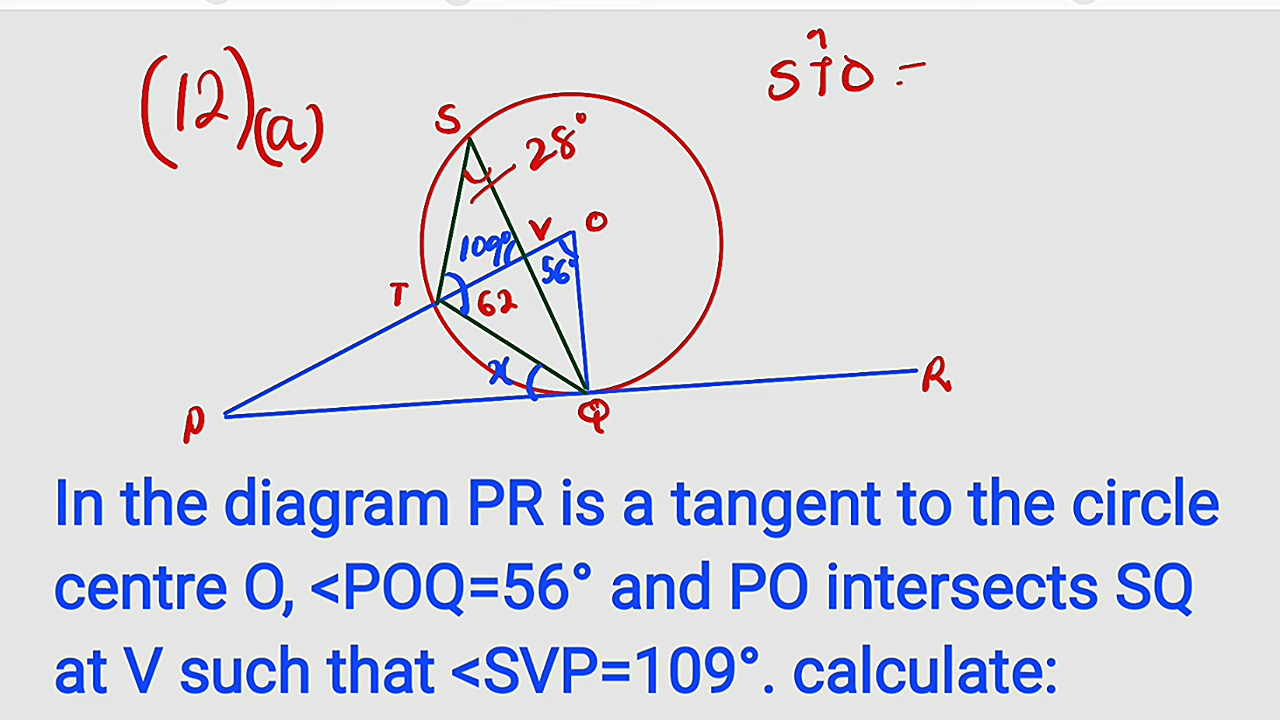 (12)(a)
ST̂O =
S
28°
V
O
109°
56°
T
62
x
R
P
Q
In the diagram PR is a tangent to the circle
centre O, <POQ=56° and PO intersects SQ
at V such that <SVP=109°. calculate: